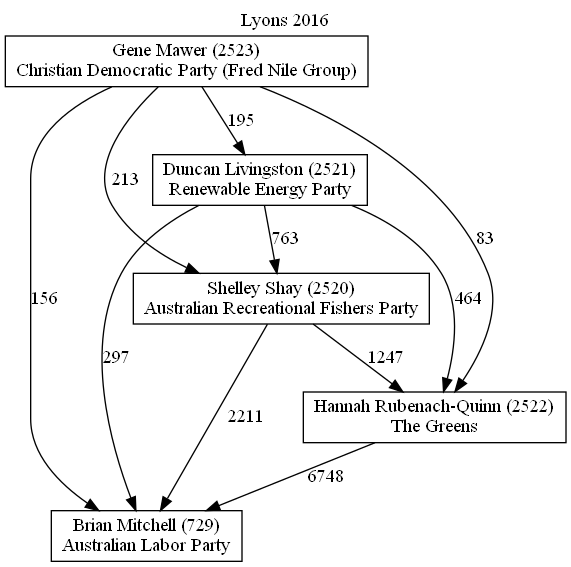 Lyons 2016
Gene Mawer (2523)
Christian Democratic Party (Fred Nile Group)
195
Duncan Livingston (2521)
Renewable Energy Party
213
763
83
Shelley Shay (2520)
Australian Recreational Fishers Party
156
464
297
1247
Hannah Rubenach-Quinn (2522)
The Greens
2211
6748
Brian Mitchell (729)
Australian Labor Party